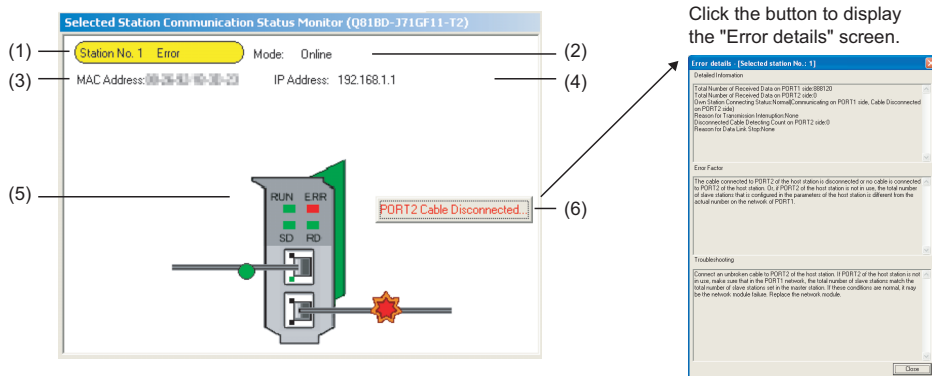 Click the button to display
the "Error details" screen.
Selected Station Communication Status Monitor (Q81BD-J71GF11-T2)
(1)
Station No. 1 Error
Mode: Online
(2)
(3)
MAC Address:
IP Address: 192.168.1.1
(4)
(5)
RUN ERR
SD RD
PORT2 Cable Disconnected...
(6)
Error details - [Selected station No.: 1]
Detailed Information
Total Number of Received Data on PORT1 side:888120
Total Number of Received Data on PORT2 side:0
Own Station Connecting Status:Normal(Communicating on PORT1 side, Cable Disconnected
on PORT2 side)
Reason for Transmission Interruption:None
Disconnected Cable Detecting Count on PORT2 side:0
Reason for Data Link Stop:None
Error Factor
The cable connected to PORT2 of the host station is disconnected or no cable is connected
to PORT2 of the host station. Or, if PORT2 of the host station is not in use, the total number
of slave stations that is configured in the parameters of the host station is different from the
actual number on the network of PORT1.
Troubleshooting
Connect an unbroken cable to PORT2 of the host station. If PORT2 of the host station is not
in use, make sure that in the PORT1 network, the total number of slave stations match the
total number of slave stations set in the master station. If these conditions are normal, it may
be the network module failure. Replace the network module.
Close